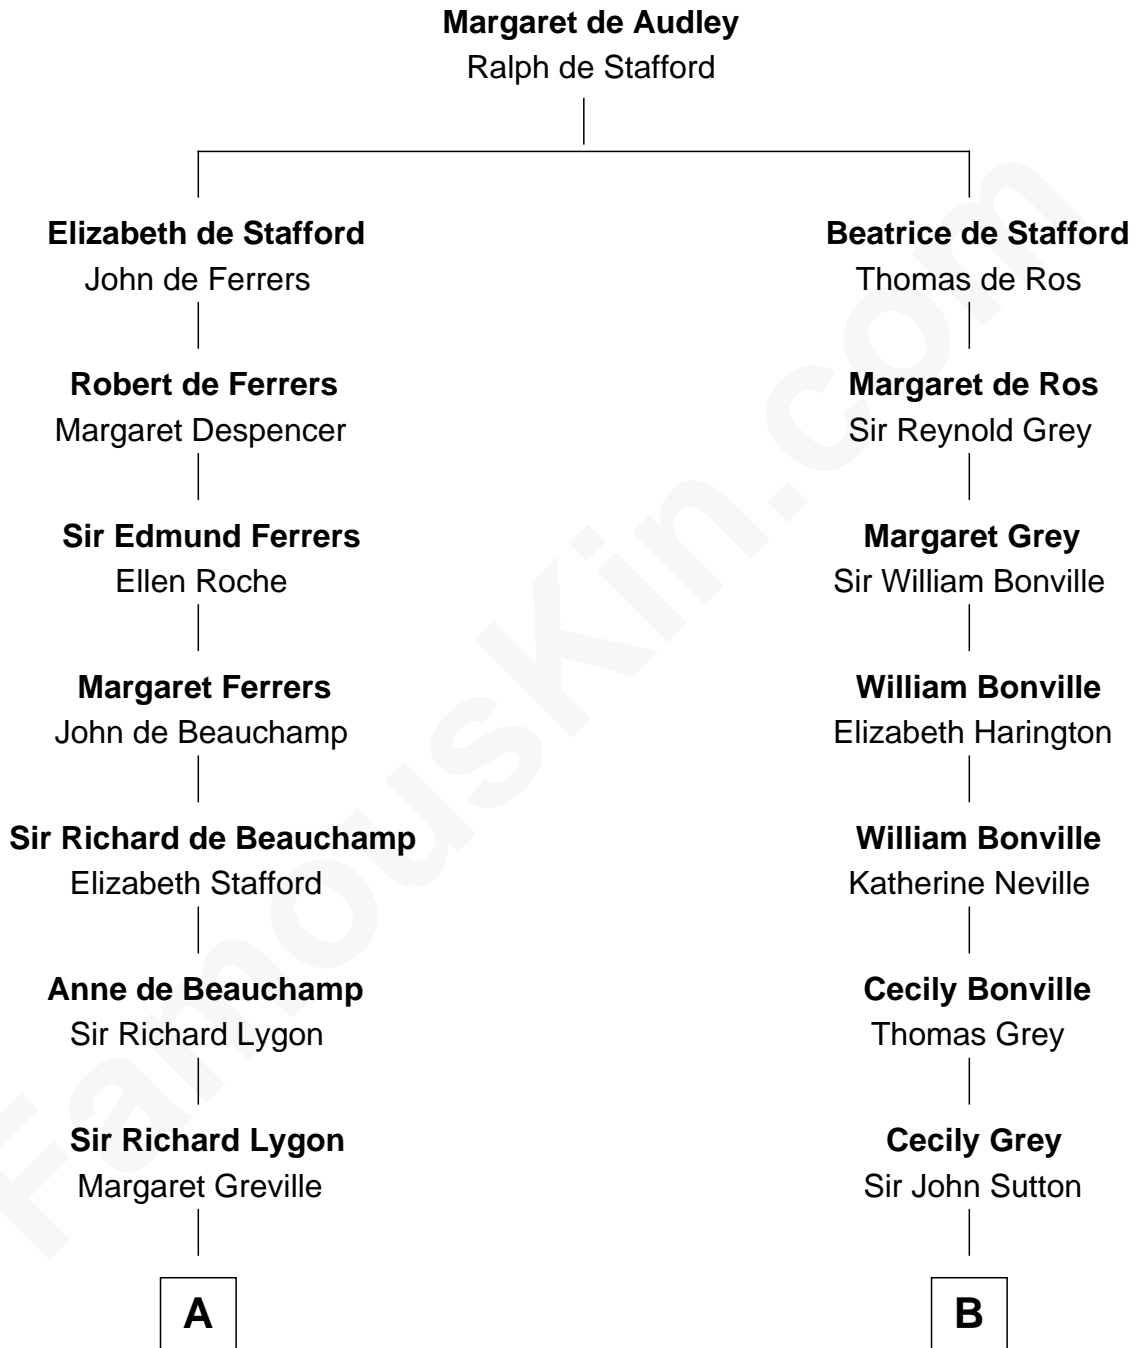 Margaret de Audley
Ralph de Stafford
Elizabeth de Stafford
John de Ferrers
Robert de Ferrers
Margaret Despencer
Sir Edmund Ferrers
Ellen Roche
Margaret Ferrers
John de Beauchamp
Sir Richard de Beauchamp
Elizabeth Stafford
Anne de Beauchamp
Sir Richard Lygon
Sir Richard Lygon
Margaret Greville
A
Beatrice de Stafford
Thomas de Ros
Margaret de Ros
Sir Reynold Grey
Margaret Grey
Sir William Bonville
William Bonville
Elizabeth Harington
William Bonville
Katherine Neville
Cecily Bonville
Thomas Grey
Cecily Grey
Sir John Sutton
B
FamousKin.com